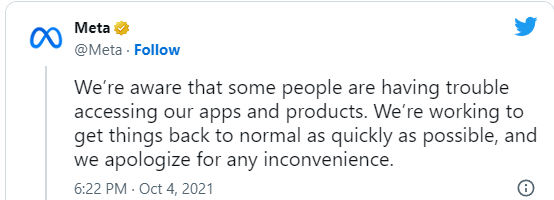 Meta
@Meta · Follow
We’re aware that some people are having trouble
accessing our apps and products. We’re working to
get things back to normal as quickly as possible, and
we apologize for any inconvenience.
6:22 PM · Oct 4, 2021